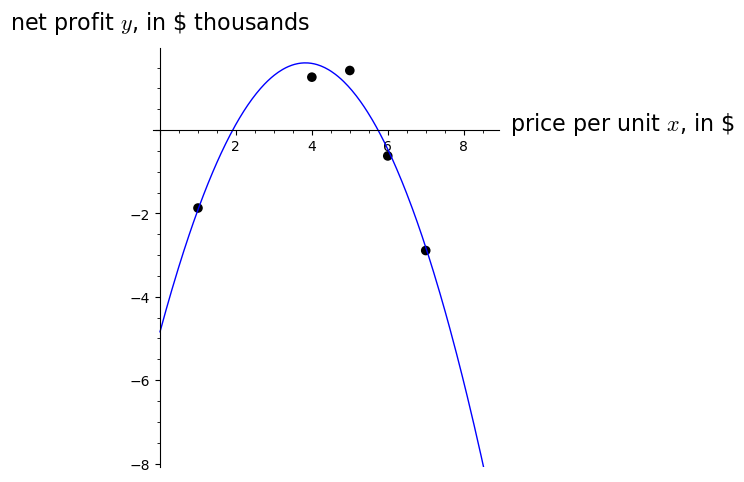 net profit y, in $ thousands
price per unit x, in $
2 4 6 8
−2
−4
−6
−8